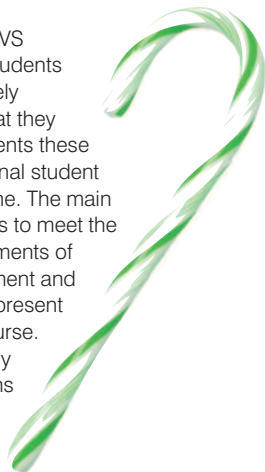 VS
udents
ely
at they
ents these
nal student
ne. The main
s to meet the
ments of
ment and
present
urse.
y
ns